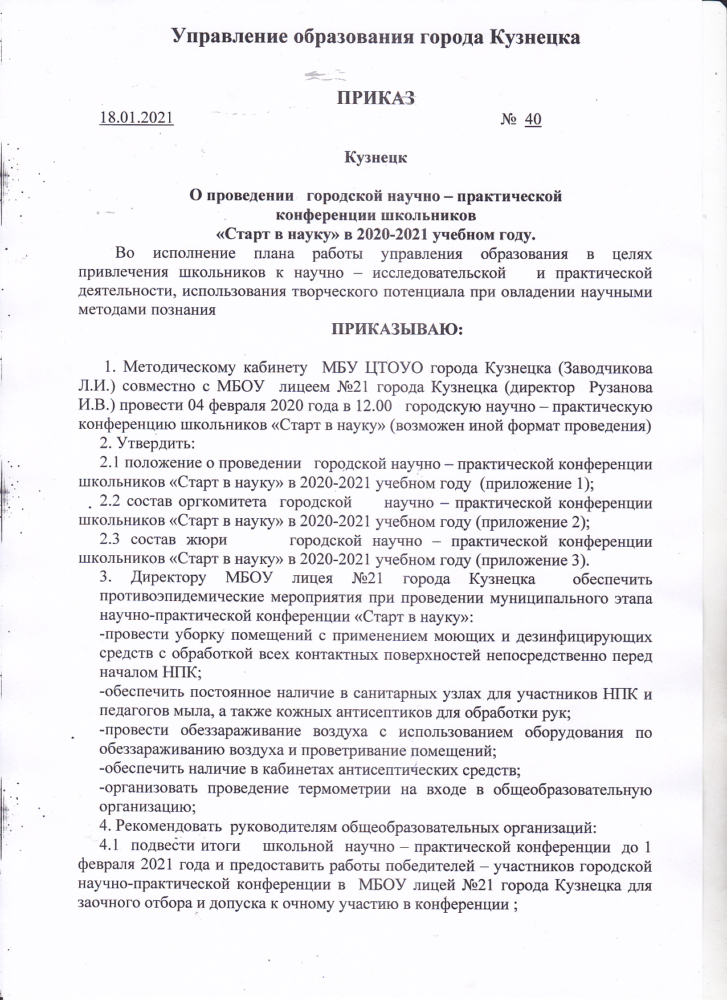 Управление образования города Кузнецка
ПРИКАЗ
18.01.2021 № 40
Кузнецк
О проведении городской научно – практической
конференции школьников
«Старт в науку» в 2020-2021 учебном году.
Во исполнение плана работы управления образования в целях
привлечения школьников к научно – исследовательской и практической
деятельности, использования творческого потенциала при овладении научными
методами познания
ПРИКАЗЫВАЮ:
1. Методическому кабинету МБУ ЦТОУО города Кузнецка (Заводчикова
Л.И.) совместно с МБОУ лицеем №21 города Кузнецка (директор Рузанова
И.В.) провести 04 февраля 2020 года в 12.00 городскую научно – практическую
конференцию школьников «Старт в науку» (возможен иной формат проведения)
2. Утвердить:
2.1 положение о проведении городской научно – практической конференции
школьников «Старт в науку» в 2020-2021 учебном году (приложение 1);
2.2 состав оргкомитета городской научно – практической конференции
школьников «Старт в науку» в 2020-2021 учебном году (приложение 2);
2.3 состав жюри городской научно – практической конференции
школьников «Старт в науку» в 2020-2021 учебном году (приложение 3).
3. Директору МБОУ лицея №21 города Кузнецка обеспечить
противоэпидемические мероприятия при проведении муниципального этапа
научно-практической конференции «Старт в науку»:
-провести уборку помещений с применением моющих и дезинфицирующих
средств с обработкой всех контактных поверхностей непосредственно перед
началом НПК;
-обеспечить постоянное наличие в санитарных узлах для участников НПК и
педагогов мыла, а также кожных антисептиков для обработки рук;
-провести обеззараживание воздуха с использованием оборудования по
обеззараживанию воздуха и проветривание помещений;
-обеспечить наличие в кабинетах антисептических средств;
-организовать проведение термометрии на входе в общеобразовательную
организацию;
4. Рекомендовать руководителям общеобразовательных организаций:
4.1 подвести итоги школьной научно – практической конференции до 1
февраля 2021 года и предоставить работы победителей – участников городской
научно-практической конференции в МБОУ лицей №21 города Кузнецка для
заочного отбора и допуска к очному участию в конференции ;